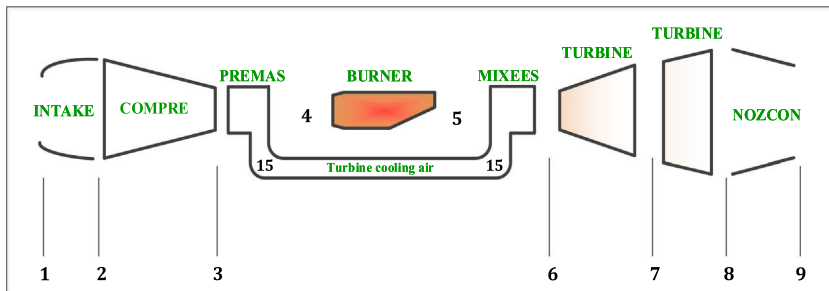 TURBINE
TURBINE
PREMAS
BURNER
MIXEES
INTAKE
COMPRE
4
5
NOZCON
15
Turbine cooling air
15
1
2
3
6
7
8
9